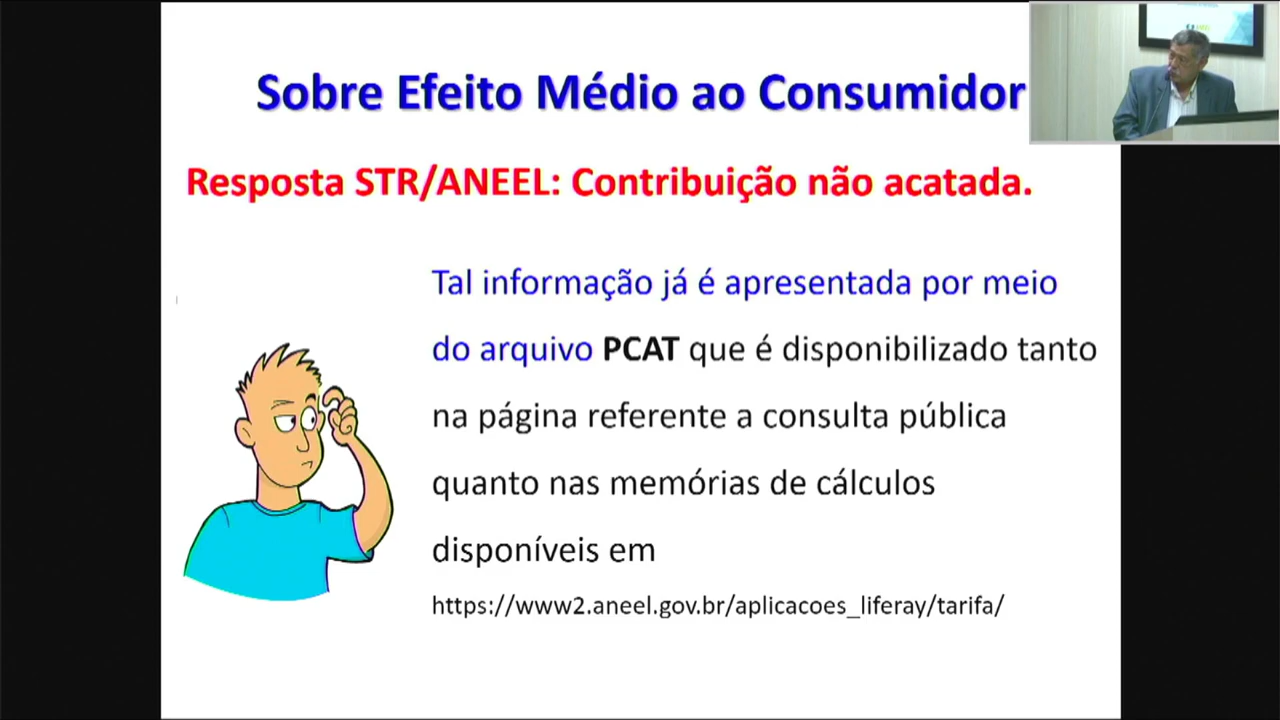 Sobre Efeito Médio ao Consumidor
Resposta STR/ANEEL: Contribuição não acatada.
Tal informação já é apresentada por meio
do arquivo PCAT que é disponibilizado tanto
na página referente a consulta pública
quanto nas memórias de cálculos
disponíveis em
https://www2.aneel.gov.br/aplicacoes_liferay/tarifa/